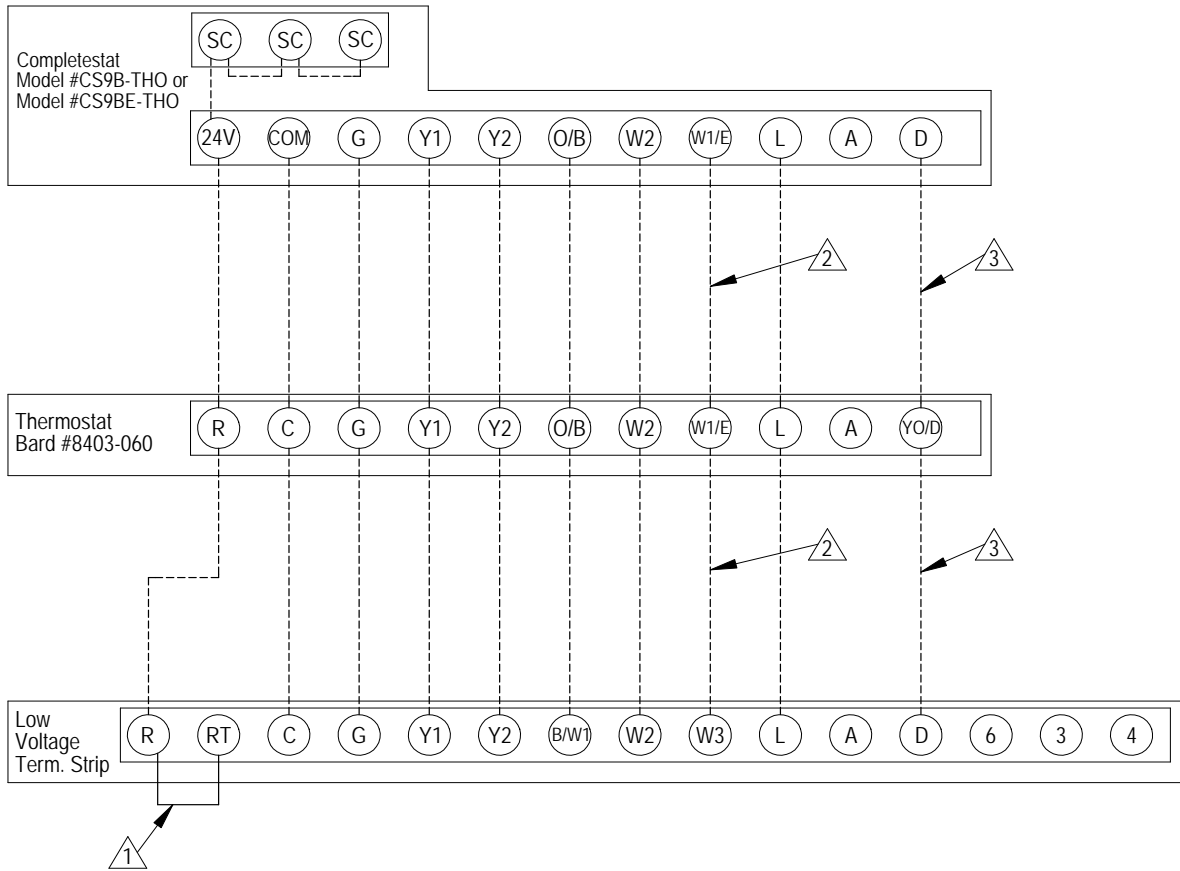 SC SC SC
Completestat
Model #CS9B-THO or
Model #CS9BE-THO
24V COM G Y1 Y2 O/B W2 W1/E L A D
2 3
Thermostat
Bard #8403-060
R C G Y1 Y2 O/B W2 W1/E L A YO/D
2 3
Low
Voltage
Term. Strip
R RT C G Y1 Y2 B/W1 W2 W3 L A D 6 3 4
1